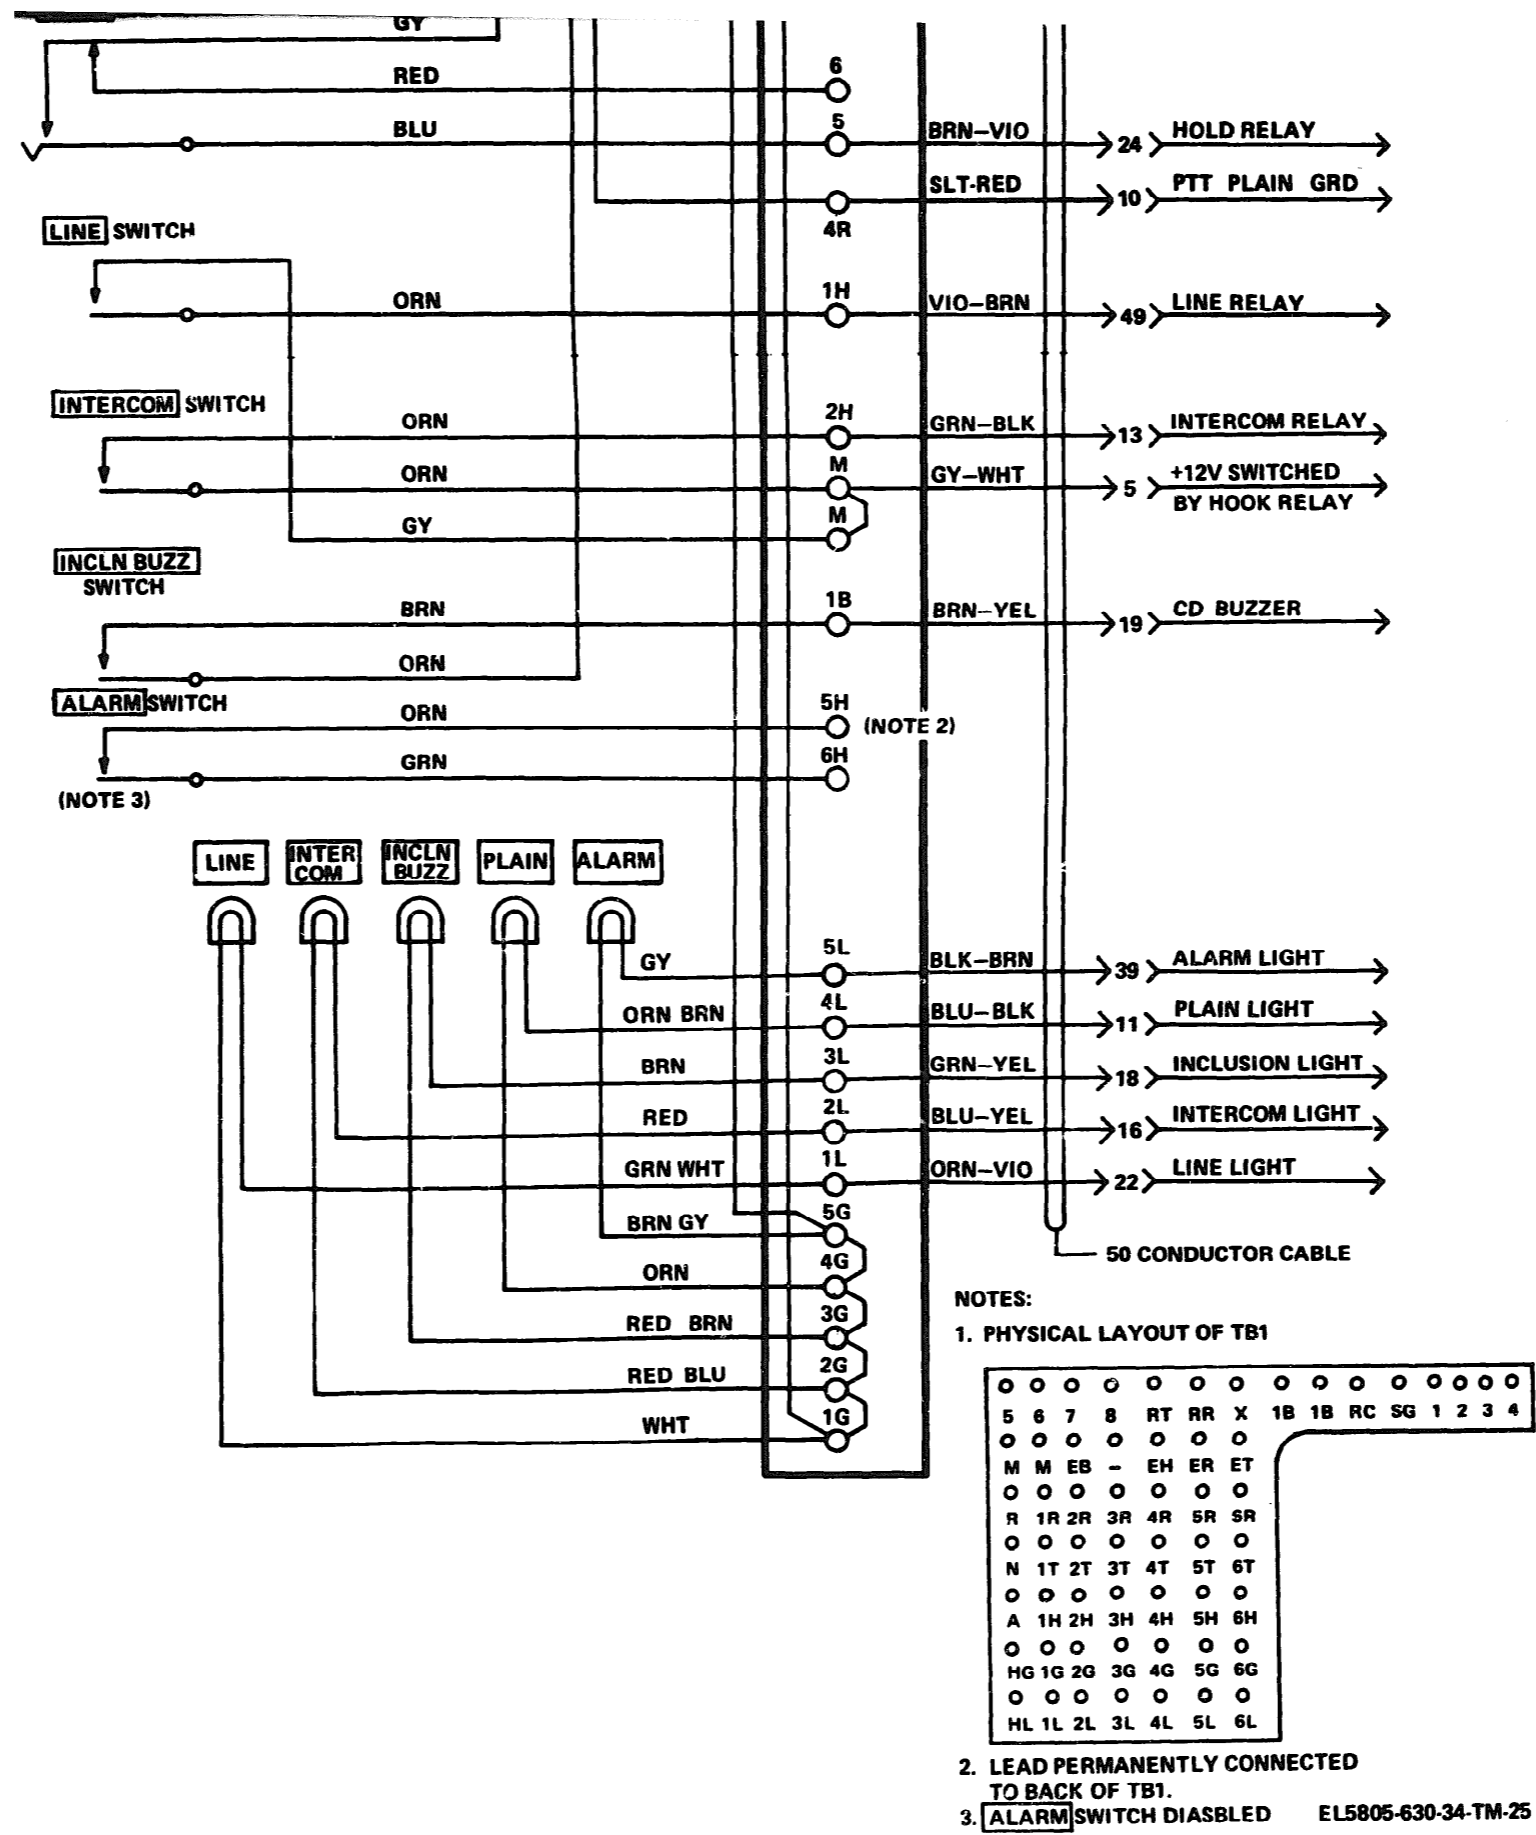 GY
RED
6
BLU
5
BRN–VIO
24
HOLD RELAY
SLT-RED
10
PTT PLAIN GRD
4R
LINE SWITCH
ORN
1H
VIO–BRN
49
LINE RELAY
INTERCOM SWITCH
ORN
2H
GRN–BLK
13
INTERCOM RELAY
ORN
M
GY–WHT
5
+12V SWITCHED
BY HOOK RELAY
GY
M
INCLN BUZZ
SWITCH
BRN
1B
BRN–YEL
19
CD BUZZER
ORN
ALARM SWITCH
ORN
5H
(NOTE 2)
GRN
6H
(NOTE 3)
LINE
INTER
COM
INCLN
BUZZ
PLAIN
ALARM
GY
5L
BLK–BRN
39
ALARM LIGHT
ORN BRN
4L
BLU–BLK
11
PLAIN LIGHT
BRN
3L
GRN–YEL
18
INCLUSION LIGHT
RED
2L
BLU–YEL
16
INTERCOM LIGHT
GRN WHT
1L
ORN–VIO
22
LINE LIGHT
BRN GY
5G
50 CONDUCTOR CABLE
ORN
4G
RED BRN
3G
RED BLU
2G
WHT
1G
NOTES:
1. PHYSICAL LAYOUT OF TB1
5 6 7 8 RT RR X 1B 1B RC SG 1 2 3 4
M M EB – EH ER ET
R 1R 2R 3R 4R 5R SR
N 1T 2T 3T 4T 5T 6T
A 1H 2H 3H 4H 5H 6H
HG 1G 2G 3G 4G 5G 6G
HL 1L 2L 3L 4L 5L 6L
2. LEAD PERMANENTLY CONNECTED
TO BACK OF TB1.
3. ALARM SWITCH DIASBLED
EL5805-630-34-TM-25